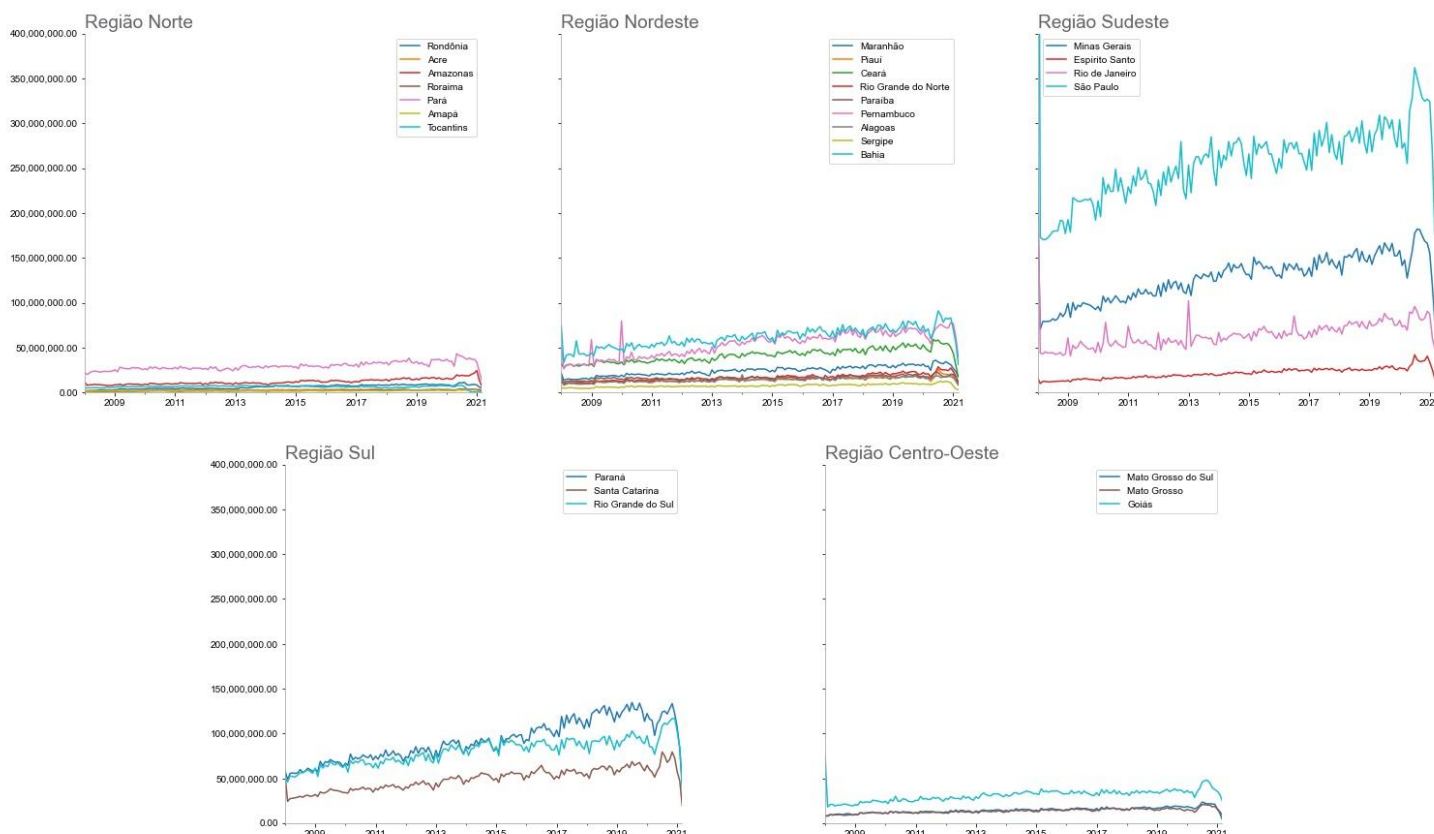 Região Norte
400,000,000.00
350,000,000.00
300,000,000.00
250,000,000.00
200,000,000.00
150,000,000.00
100,000,000.00
50,000,000.00
0.00
2009 2011 2013 2015 2017 2019 2021
Rondônia
Acre
Amazonas
Roraima
Pará
Amapá
Tocantins
Região Nordeste
Maranhão
Piauí
Ceará
Rio Grande do Norte
Paraíba
Pernambuco
Alagoas
Sergipe
Bahia
2009 2011 2013 2015 2017 2019 2021
Região Sudeste
Minas Gerais
Espírito Santo
Rio de Janeiro
São Paulo
2009 2011 2013 2015 2017 2019 202
Região Sul
400,000,000.00
350,000,000.00
300,000,000.00
250,000,000.00
200,000,000.00
150,000,000.00
100,000,000.00
50,000,000.00
0.00
Paraná
Santa Catarina
Rio Grande do Sul
2009 2011 2013 2015 2017 2019 2021
Região Centro-Oeste
Mato Grosso do Sul
Mato Grosso
Goiás
2009 2011 2013 2015 2017 2019 2021